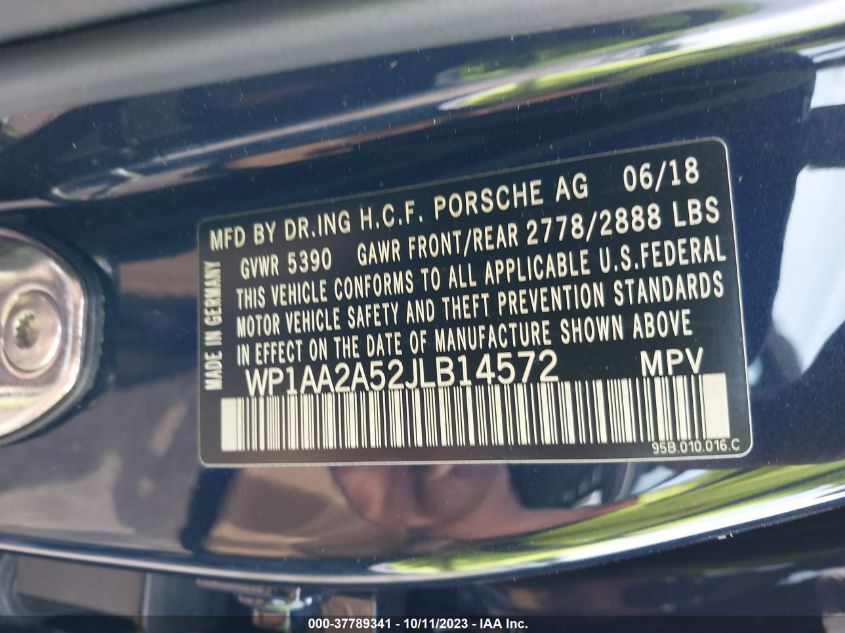 MFD BY DR.ING H.C.F. PORSCHE AG 06/18
GVWR 5390 GAWR FRONT/REAR 2778/2888 LBS
THIS VEHICLE CONFORMS TO ALL APPLICABLE U.S.FEDERAL
MOTOR VEHICLE SAFETY AND THEFT PREVENTION STANDARDS
IN EFFECT ON THE DATE OF MANUFACTURE SHOWN ABOVE
MADE IN GERMANY
WP1AA2A52JLB14572 MPV
95B.010.016.C
000-37789341 - 10/11/2023 - COPYRIGHT IAA, Inc.